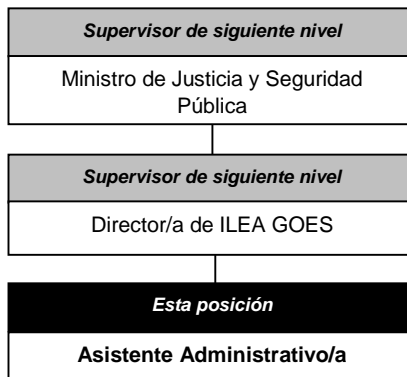 Supervisor de siguiente nivel
Ministro de Justicia y Seguridad
Pública
Supervisor de siguiente nivel
Director/a de ILEA GOES
Esta posición
Asistente Administrativo/a